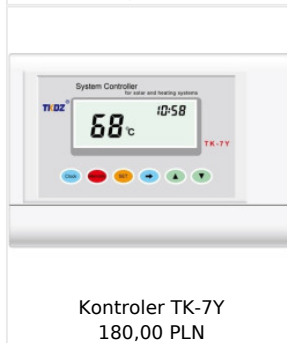 System Controller
for solar and heating systems
TKDZ®
10:58
68 °C
TK-7Y
Clock
SET
Kontroler TK-7Y
180,00 PLN